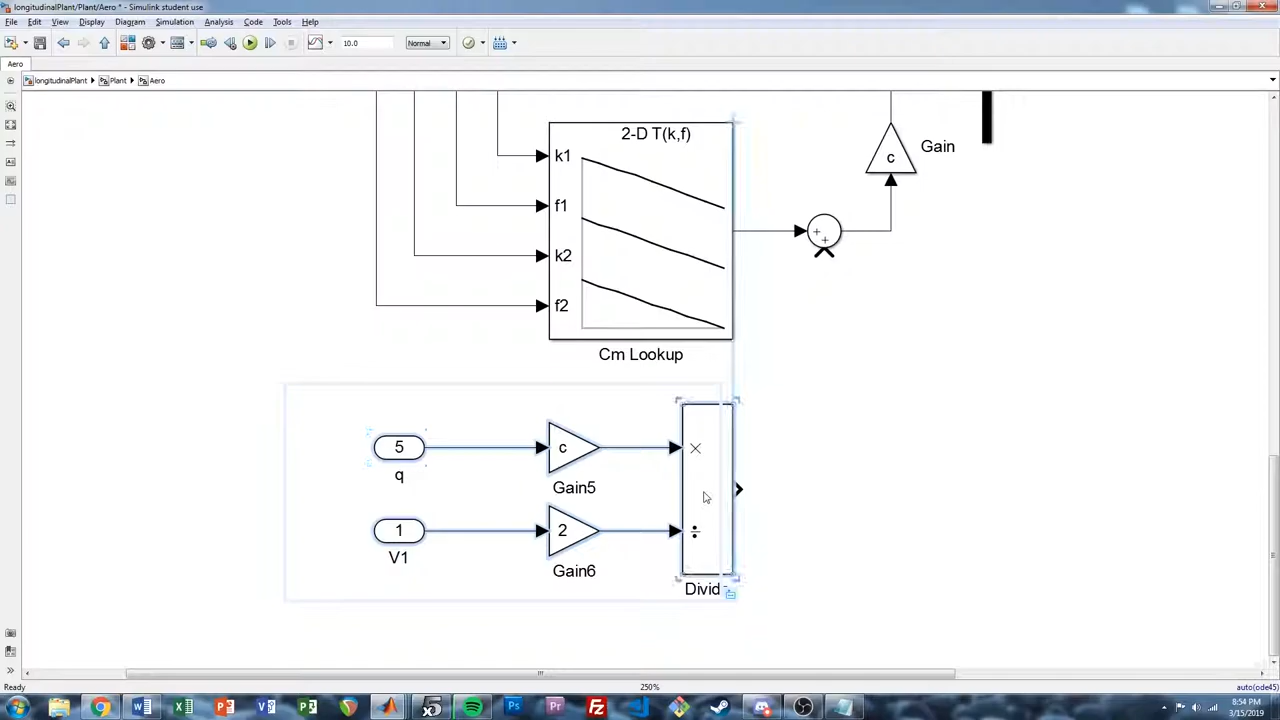 longitudinalPlant/Plant/Aero * - Simulink student use
File Edit View Display Diagram Simulation Analysis Code Tools Help
10.0 Normal
Aero
longitudinalPlant Plant Aero
2-D T(k,f)
k1
f1
k2
f2
Cm Lookup
c
Gain
+
+
5
q
c
Gain5
×
1
V1
2
Gain6
÷
Divid
Ready
250%
auto(ode45)
8:54 PM
3/15/2019